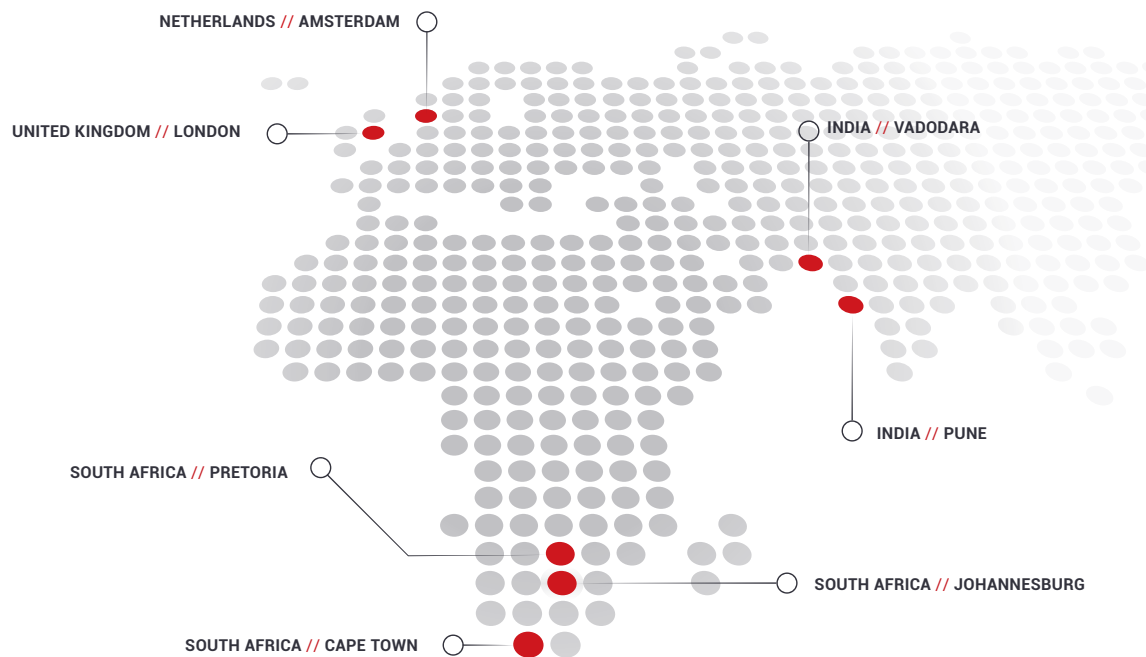 NETHERLANDS // AMSTERDAM
UNITED KINGDOM // LONDON
INDIA // VADODARA
INDIA // PUNE
SOUTH AFRICA // PRETORIA
SOUTH AFRICA // JOHANNESBURG
SOUTH AFRICA // CAPE TOWN